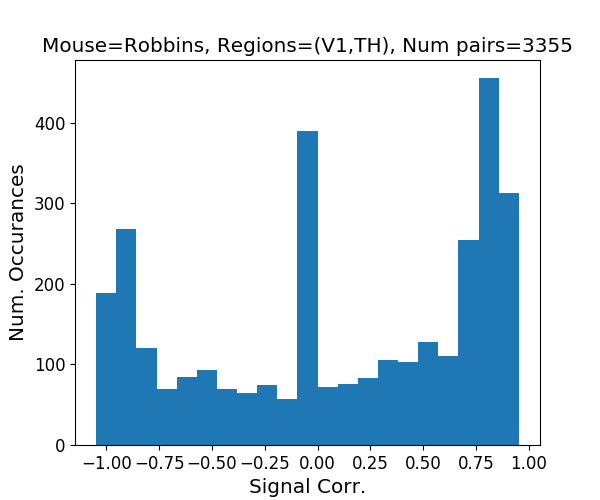 Mouse=Robbins, Regions=(V1,TH), Num pairs=3355
Num. Occurances
400
300
200
100
0
−1.00 −0.75 −0.50 −0.25 0.00 0.25 0.50 0.75 1.00
Signal Corr.